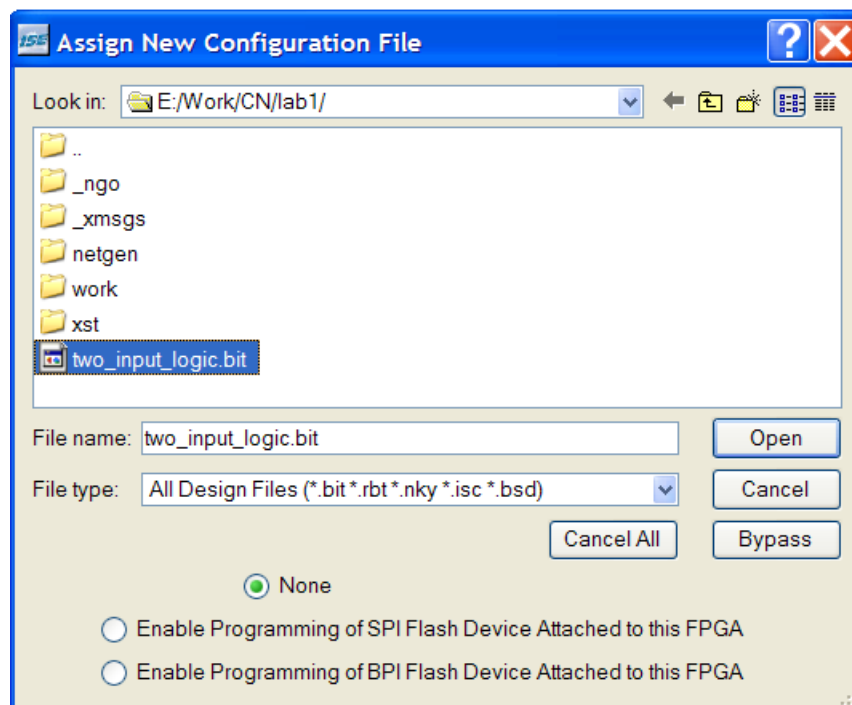 ISE Assign New Configuration File ?
Look in: E:/Work/CN/lab1/
..
_ngo
_xmsgs
netgen
work
xst
two_input_logic.bit
File name: two_input_logic.bit Open
File type: All Design Files (*.bit *.rbt *.nky *.isc *.bsd) Cancel
Cancel All Bypass
None
Enable Programming of SPI Flash Device Attached to this FPGA
Enable Programming of BPI Flash Device Attached to this FPGA